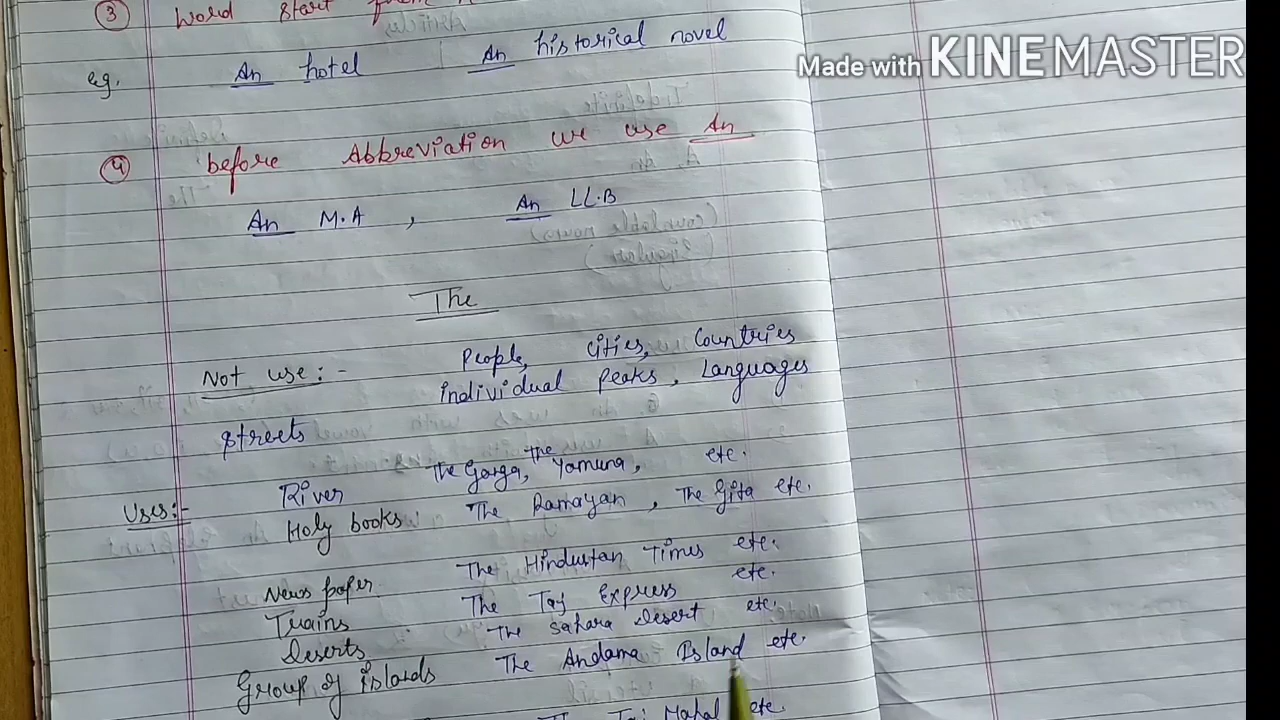 ③ Word start from
eg. An hotel An historical novel
Made with KINEMASTER
④ before Abbreviation we use An
An M.A , An LL.B
The
Not use:- People, Cities, Countries
individual Peaks, Languages
Streets
Uses:- River The Ganga, the Yamuna, etc.
Holy books The Ramayan, The Gita etc.
News paper The Hindustan Times etc.
Trains The Taj Express etc.
Deserts The Sahara Desert etc.
Group of islands The Andama Island etc.
The Taj Mahal etc.